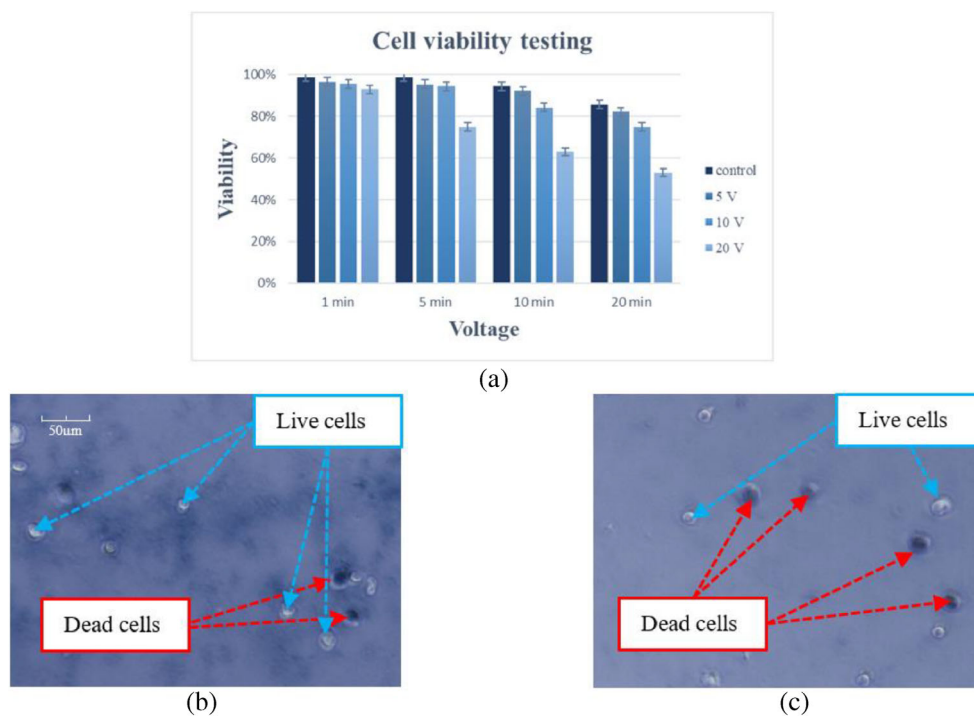 Cell viability testing
100%
80%
60%
40%
20%
0%
Viability
1 min
5 min
10 min
20 min
Voltage
control
5 V
10 V
20 V
(a)
50um
Live cells
Dead cells
(b)
Live cells
Dead cells
(c)